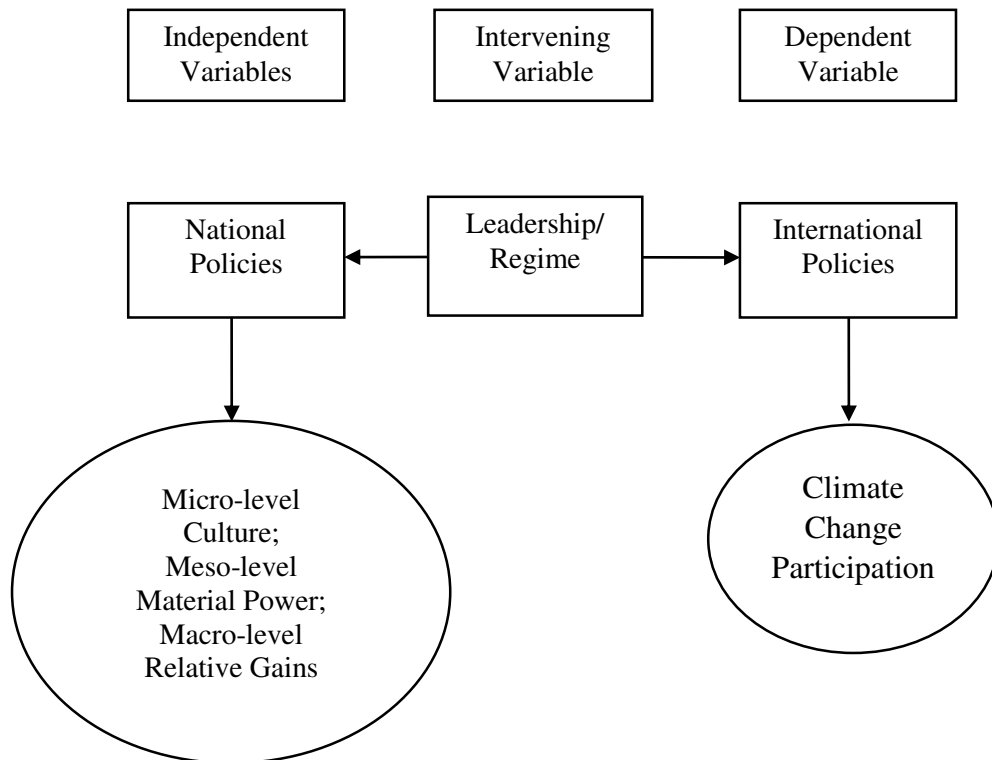 Independent
Variables
Intervening
Variable
Dependent
Variable
National
Policies
Leadership/
Regime
International
Policies
Micro-level
Culture;
Meso-level
Material Power;
Macro-level
Relative Gains
Climate
Change
Participation